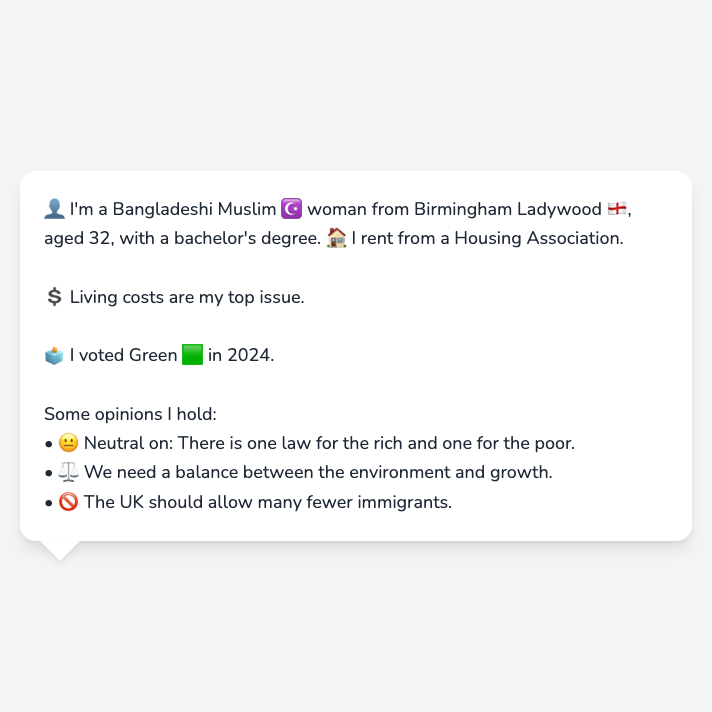 👤 I'm a Bangladeshi Muslim ☪️ woman from Birmingham Ladywood 🏴󠁧󠁢󠁥󠁮󠁧󠁿,
aged 32, with a bachelor's degree. 🏠 I rent from a Housing Association.
💲 Living costs are my top issue.
🗳️ I voted Green 🟩 in 2024.
Some opinions I hold:
• 😐 Neutral on: There is one law for the rich and one for the poor.
• ⚖️ We need a balance between the environment and growth.
• 🚫 The UK should allow many fewer immigrants.